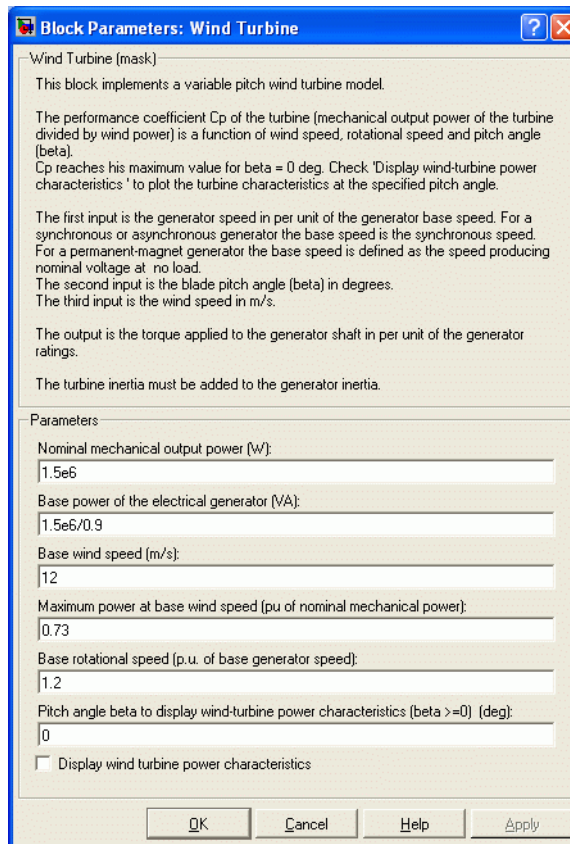 Block Parameters: Wind Turbine
Wind Turbine (mask)
This block implements a variable pitch wind turbine model.
The performance coefficient Cp of the turbine (mechanical output power of the turbine
divided by wind power) is a function of wind speed, rotational speed and pitch angle
(beta).
Cp reaches his maximum value for beta = 0 deg. Check 'Display wind-turbine power
characteristics ' to plot the turbine characteristics at the specified pitch angle.
The first input is the generator speed in per unit of the generator base speed. For a
synchronous or asynchronous generator the base speed is the synchronous speed.
For a permanent-magnet generator the base speed is defined as the speed producing
nominal voltage at no load.
The second input is the blade pitch angle (beta) in degrees.
The third input is the wind speed in m/s.
The output is the torque applied to the generator shaft in per unit of the generator
ratings.
The turbine inertia must be added to the generator inertia.
Parameters
Nominal mechanical output power (W):
1.5e6
Base power of the electrical generator (VA):
1.5e6/0.9
Base wind speed (m/s):
12
Maximum power at base wind speed (pu of nominal mechanical power):
0.73
Base rotational speed (p.u. of base generator speed):
1.2
Pitch angle beta to display wind-turbine power characteristics (beta >=0) (deg):
0
Display wind turbine power characteristics
OK Cancel Help Apply